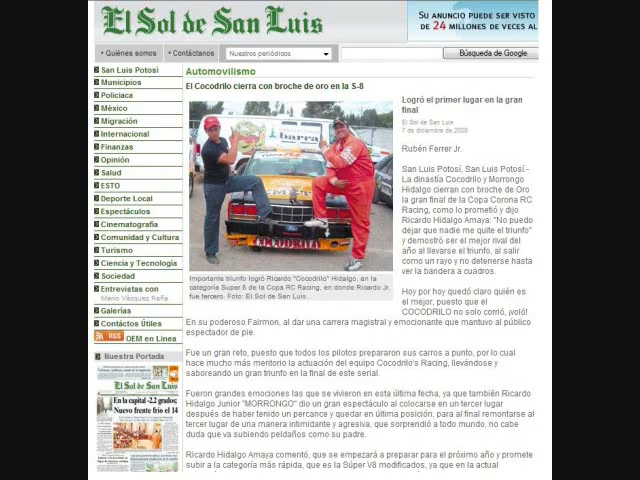 El Sol de San Luis
SU ANUNCIO PUEDE SER VISTO
DE 24 MILLONES DE VECES AL
• Quiénes somos
• Contáctanos
Nuestros periódicos
Búsqueda de Google
San Luis Potosí
Municipios
Policiaca
México
Migración
Internacional
Finanzas
Opinión
Salud
ESTO
Deporte Local
Espectáculos
Cinematografía
Comunidad y Cultura
Turismo
Ciencia y Tecnología
Sociedad
Entrevistas con
Mario Vázquez Raña
Galerías
Contáctos Útiles
RSS OEM en Linea
Nuestra Portada
El Sol de San Luis
En la capital -2.2 grados;
Nuevo frente frío el 14
Automovilismo
El Cocodrilo cierra con broche de oro en la S-8
ibarra
COCODRILO
Importante triunfo logró Ricardo "Cocodrilo" Hidalgo, en la
categoría Super 8 de la Copa RC Racing, en donde Ricardo Jr.
fue tercero. Foto: El Sol de San Luis
Logró el primer lugar en la gran
final
El Sol de San Luis
7 de diciembre de 2009
Rubén Ferrer Jr.
San Luis Potosí, San Luis Potosí.-
La dinastía Cocodrilo y Morrongo
Hidalgo cierran con broche de Oro
la gran final de la Copa Corona RC
Racing, como lo prometió y dijo
Ricardo Hidalgo Amaya: "No puedo
dejar que nadie me quite el triunfo"
y demostró ser el mejor rival del
año al llevarse el triunfo, al salir
como un rayo y no detenerse hasta
ver la bandera a cuadros.
Hoy por hoy quedó claro quién es
el mejor, puesto que el
COCODRILO no solo corrió, ¡voló!
En su poderoso Fairmon, al dar una carrera magistral y emocionante que mantuvo al público
espectador de pie.
Fue un gran reto, puesto que todos los pilotos prepararon sus carros a punto, por lo cual
hace mucho más mentorio la actuación del equipo Cocodrilo's Racing, llevándose y
saboreando un gran triunfo en la final de este serial.
Fueron grandes emociones las que se vivieron en esta última fecha, ya que también Ricardo
Hidalgo Junior "MORRONGO" dio un gran espectáculo al colocarse en un tercer lugar
después de haber tenido un percance y quedar en última posición, para al final remontarse al
tercer lugar de una manera intimidante y agresiva, que sorprendió a todo mundo, no cabe
duda que va subiendo peldaños como su padre.
Ricardo Hidalgo Amaya comentó, que se empezará a preparar para el próximo año y promete
subir a la categoría más rápida, que es la Súper V8 modificados, ya que en la actual